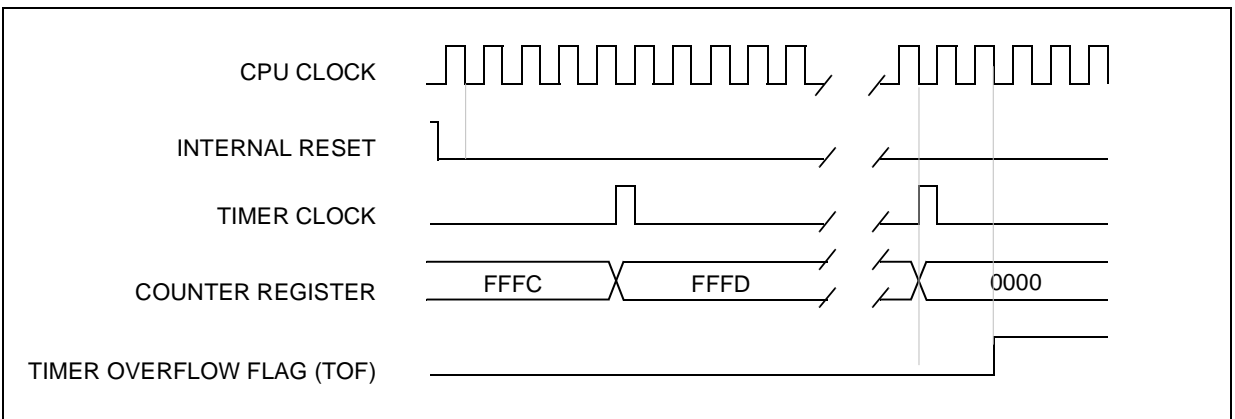 CPU CLOCK
INTERNAL RESET
TIMER CLOCK
COUNTER REGISTER
FFFC
FFFD
0000
TIMER OVERFLOW FLAG (TOF)